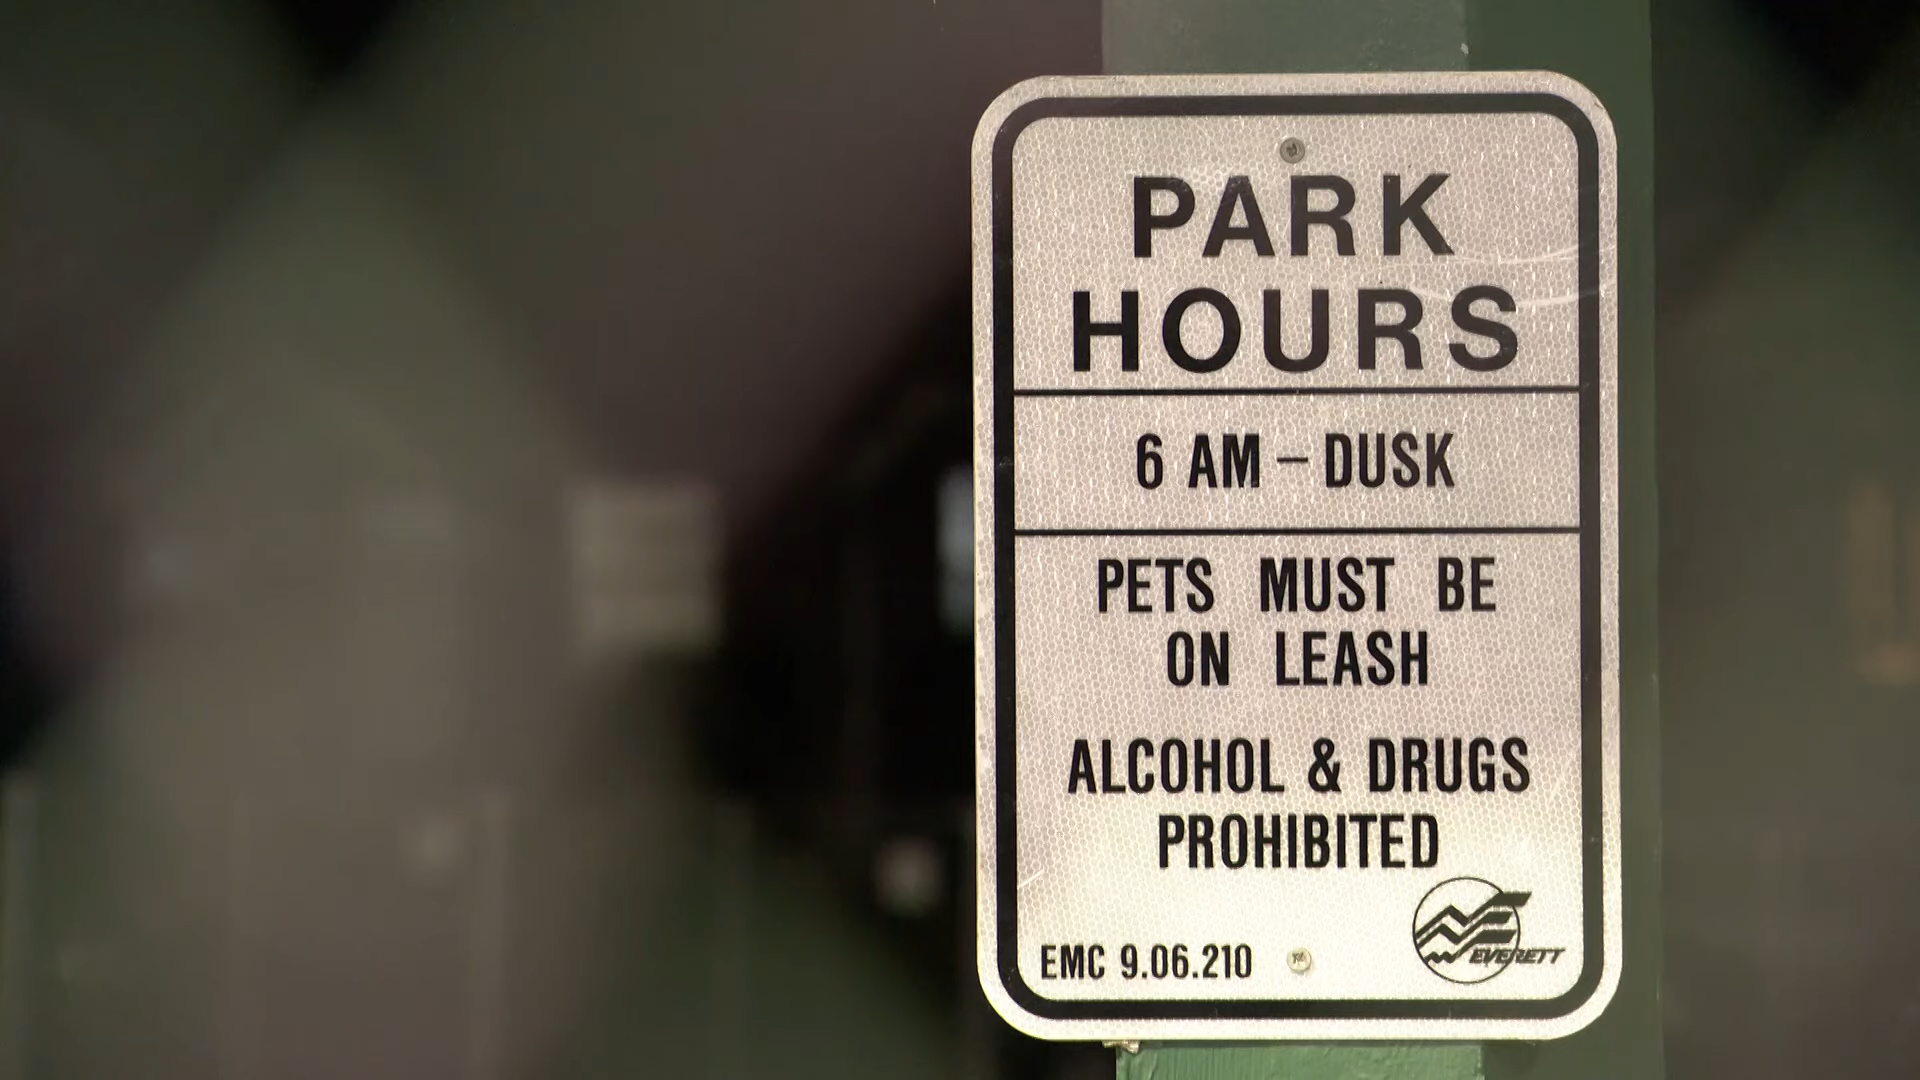 PARK
HOURS
6 AM – DUSK
PETS MUST BE
ON LEASH
ALCOHOL & DRUGS
PROHIBITED
EMC 9.06.210
EVERETT